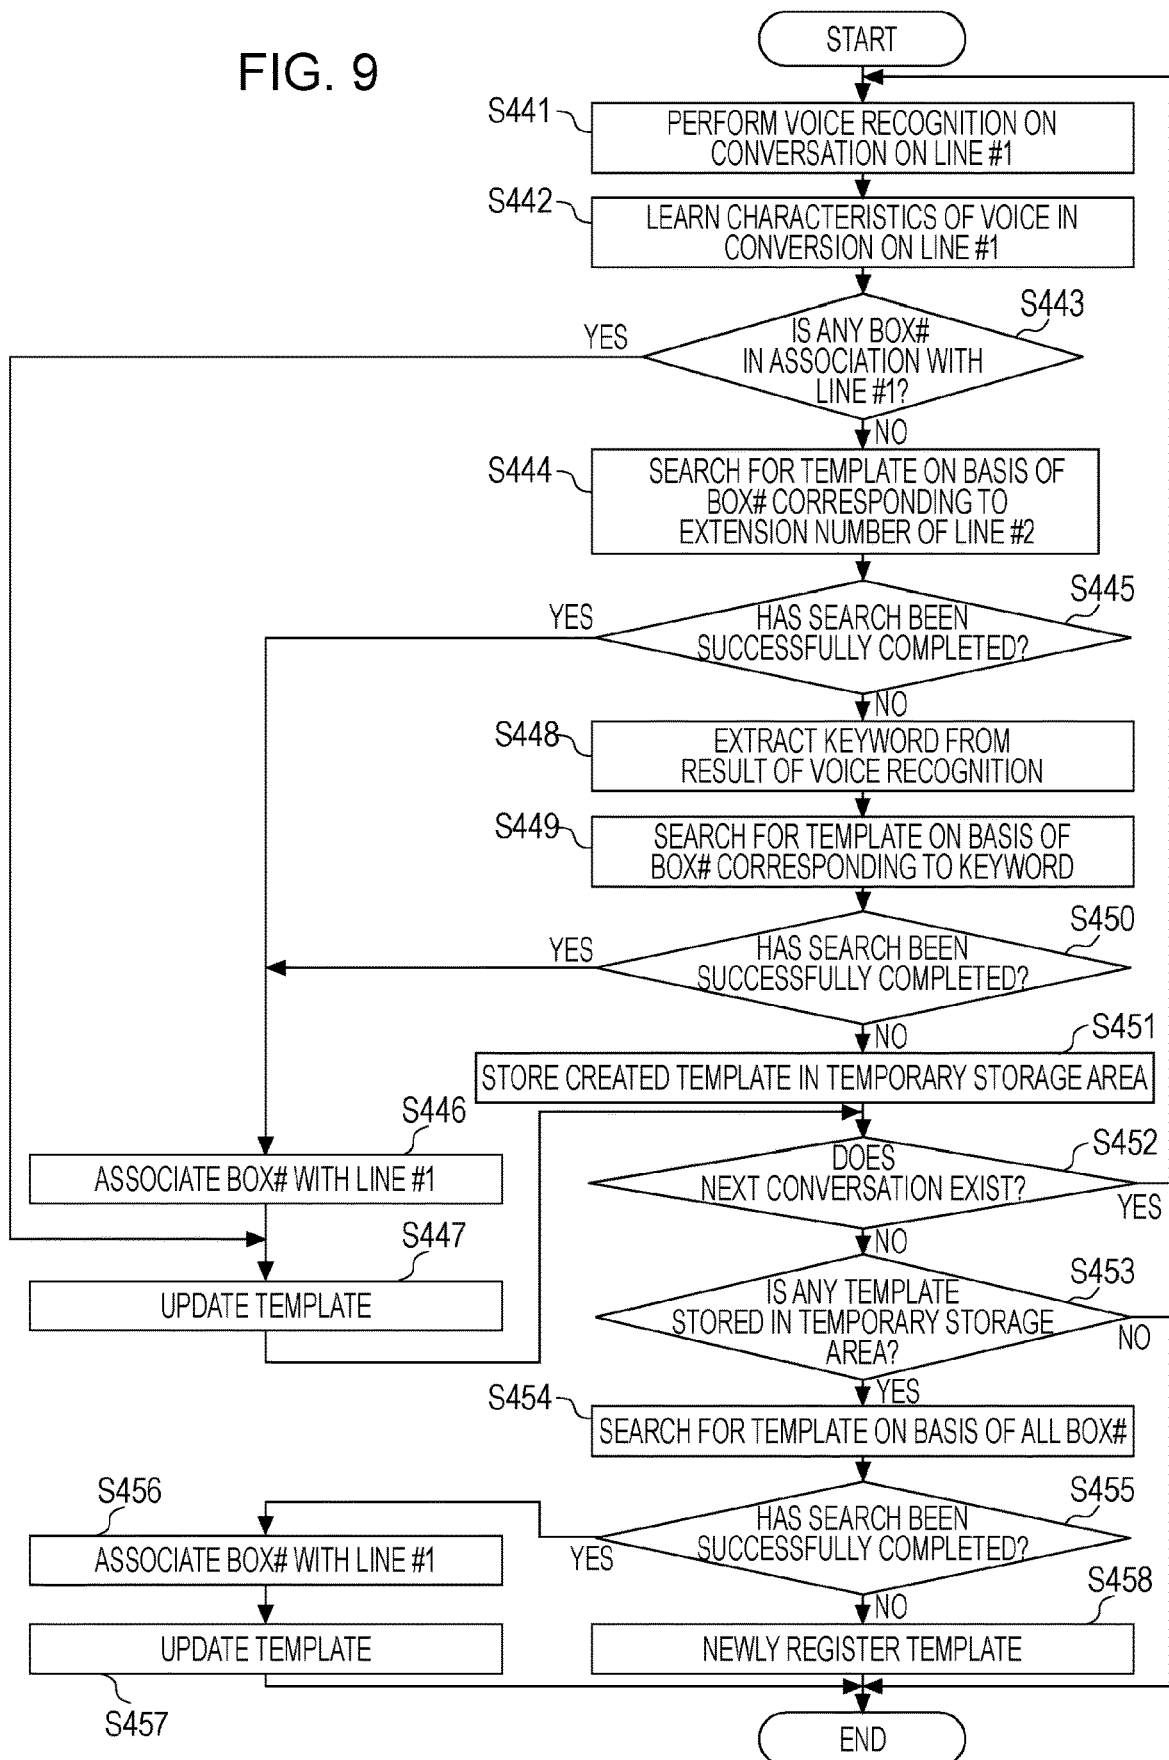 FIG. 9
START
S441
PERFORM VOICE RECOGNITION ON
CONVERSATION ON LINE #1
S442
LEARN CHARACTERISTICS OF VOICE IN
CONVERSION ON LINE #1
S443
IS ANY BOX#
IN ASSOCIATION WITH
LINE #1?
YES
NO
S444
SEARCH FOR TEMPLATE ON BASIS OF
BOX# CORRESPONDING TO
EXTENSION NUMBER OF LINE #2
S445
HAS SEARCH BEEN
SUCCESSFULLY COMPLETED?
YES
NO
S448
EXTRACT KEYWORD FROM
RESULT OF VOICE RECOGNITION
S449
SEARCH FOR TEMPLATE ON BASIS OF
BOX# CORRESPONDING TO KEYWORD
S450
HAS SEARCH BEEN
SUCCESSFULLY COMPLETED?
YES
NO
S451
STORE CREATED TEMPLATE IN TEMPORARY STORAGE AREA
S446
ASSOCIATE BOX# WITH LINE #1
S447
UPDATE TEMPLATE
S452
DOES
NEXT CONVERSATION EXIST?
YES
NO
S453
IS ANY TEMPLATE
STORED IN TEMPORARY STORAGE
AREA?
NO
YES
S454
SEARCH FOR TEMPLATE ON BASIS OF ALL BOX#
S455
HAS SEARCH BEEN
SUCCESSFULLY COMPLETED?
YES
NO
S456
ASSOCIATE BOX# WITH LINE #1
UPDATE TEMPLATE
S457
S458
NEWLY REGISTER TEMPLATE
END